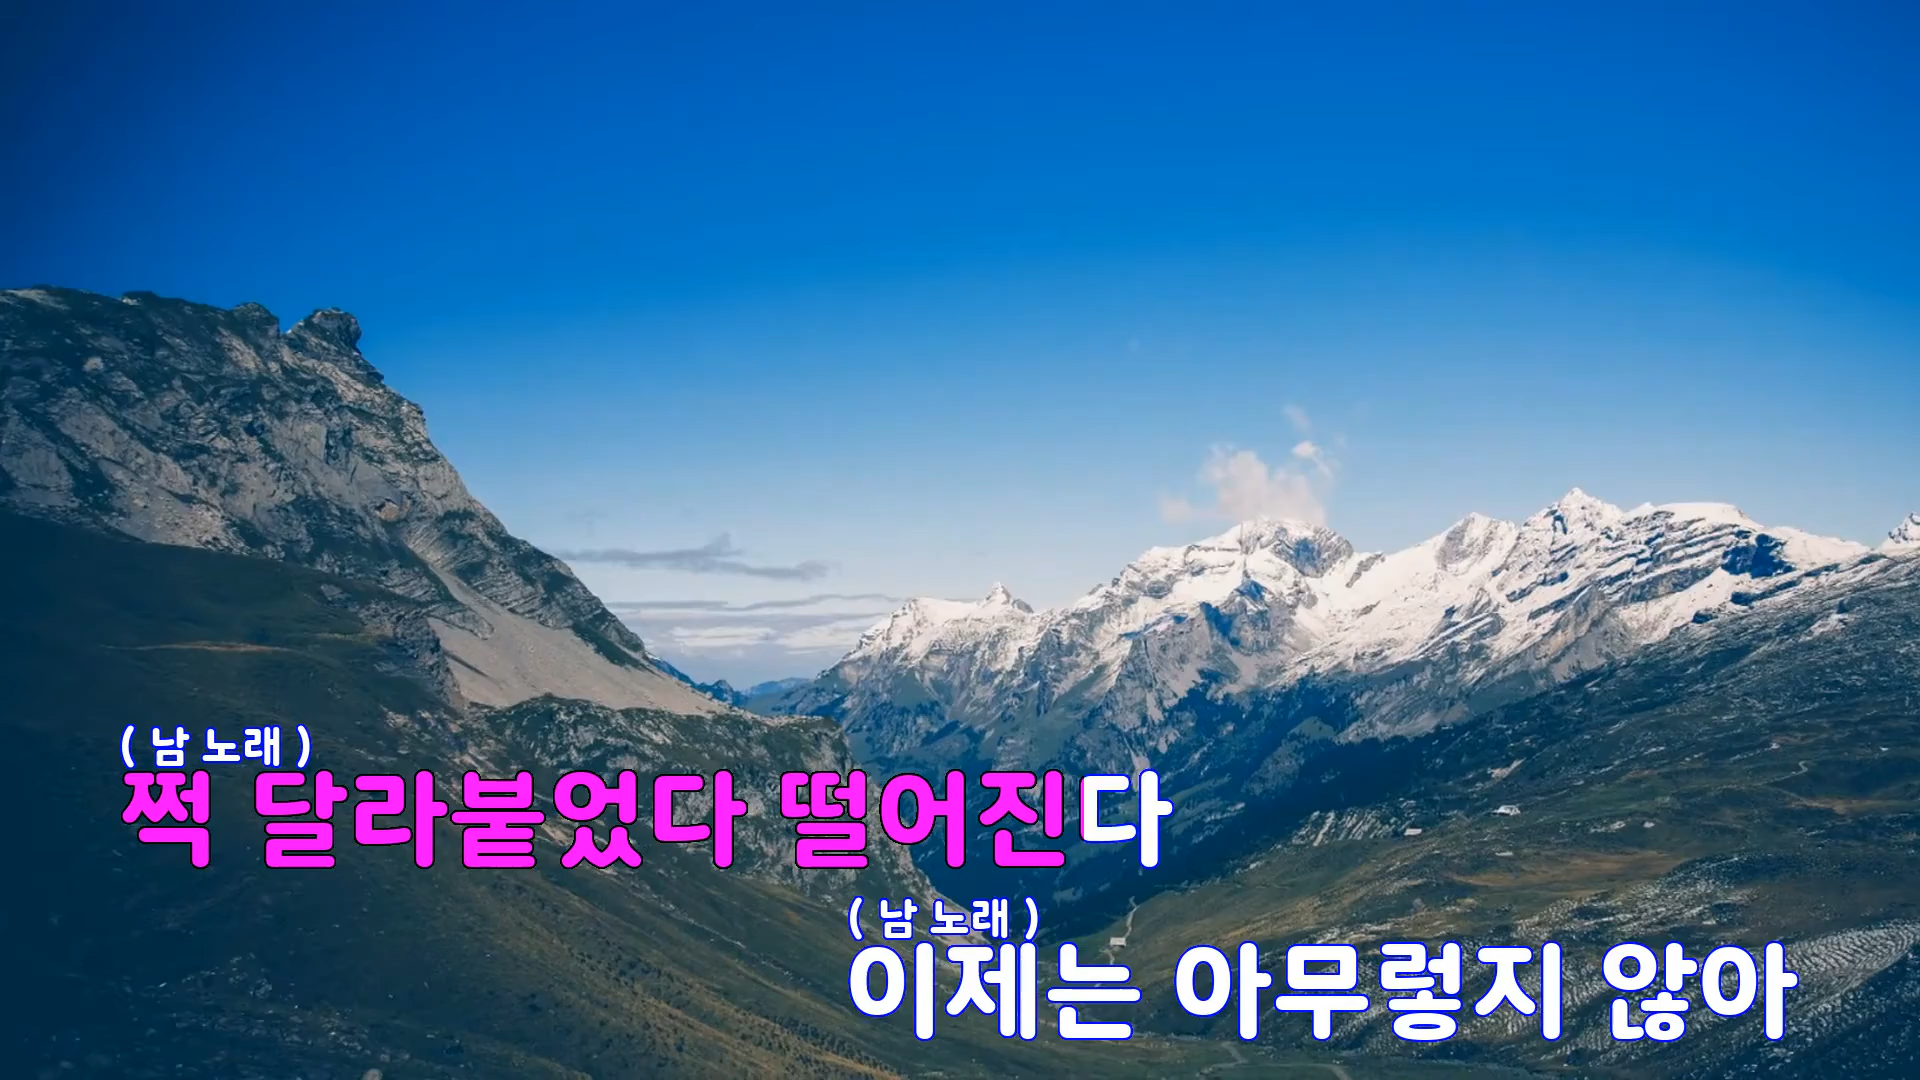 ( 남 노래 )
쩍 달라붙었다 떨어진다
( 남 노래 )
이제는 아무렇지 않아